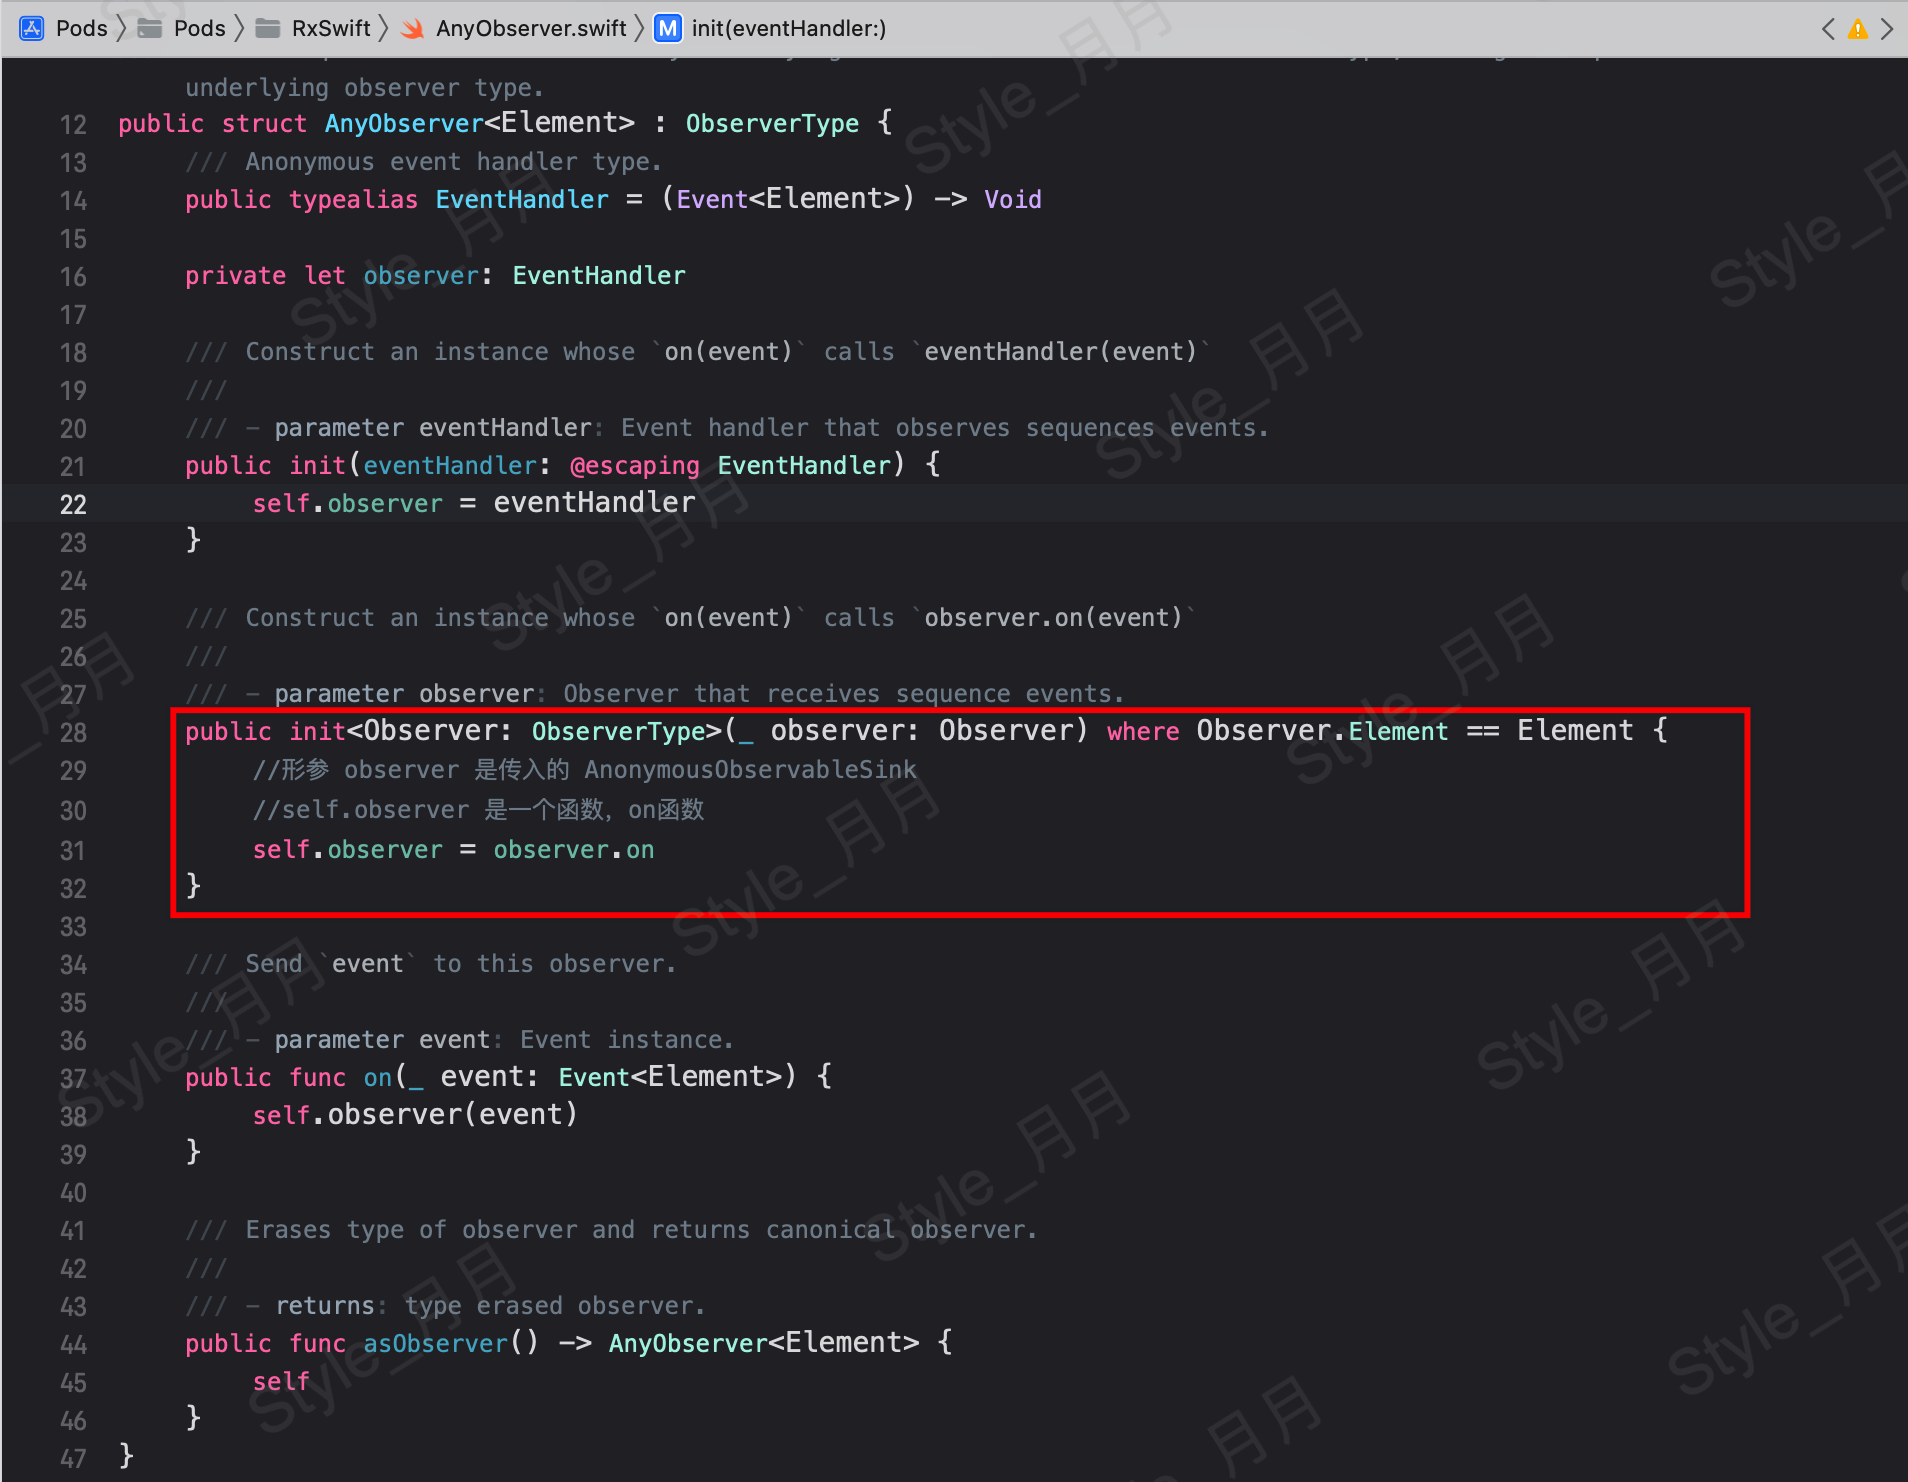 Pods Pods RxSwift AnyObserver.swift M init(eventHandler:)
underlying observer type.
12 public struct AnyObserver<Element> : ObserverType {
13 /// Anonymous event handler type.
14 public typealias EventHandler = (Event<Element>) -> Void
15
16 private let observer: EventHandler
17
18 /// Construct an instance whose `on(event)` calls `eventHandler(event)`
19 ///
20 /// - parameter eventHandler: Event handler that observes sequences events.
21 public init(eventHandler: @escaping EventHandler) {
22 self.observer = eventHandler
23 }
24
25 /// Construct an instance whose `on(event)` calls `observer.on(event)`
26 ///
27 /// - parameter observer: Observer that receives sequence events.
28 public init<Observer: ObserverType>(_ observer: Observer) where Observer.Element == Element {
29 //形参 observer 是传入的 AnonymousObservableSink
30 //self.observer 是一个函数，on函数
31 self.observer = observer.on
32 }
33
34 /// Send `event` to this observer.
35 ///
36 /// - parameter event: Event instance.
37 public func on(_ event: Event<Element>) {
38 self.observer(event)
39 }
40
41 /// Erases type of observer and returns canonical observer.
42 ///
43 /// - returns: type erased observer.
44 public func asObserver() -> AnyObserver<Element> {
45 self
46 }
47 }
Style_月月